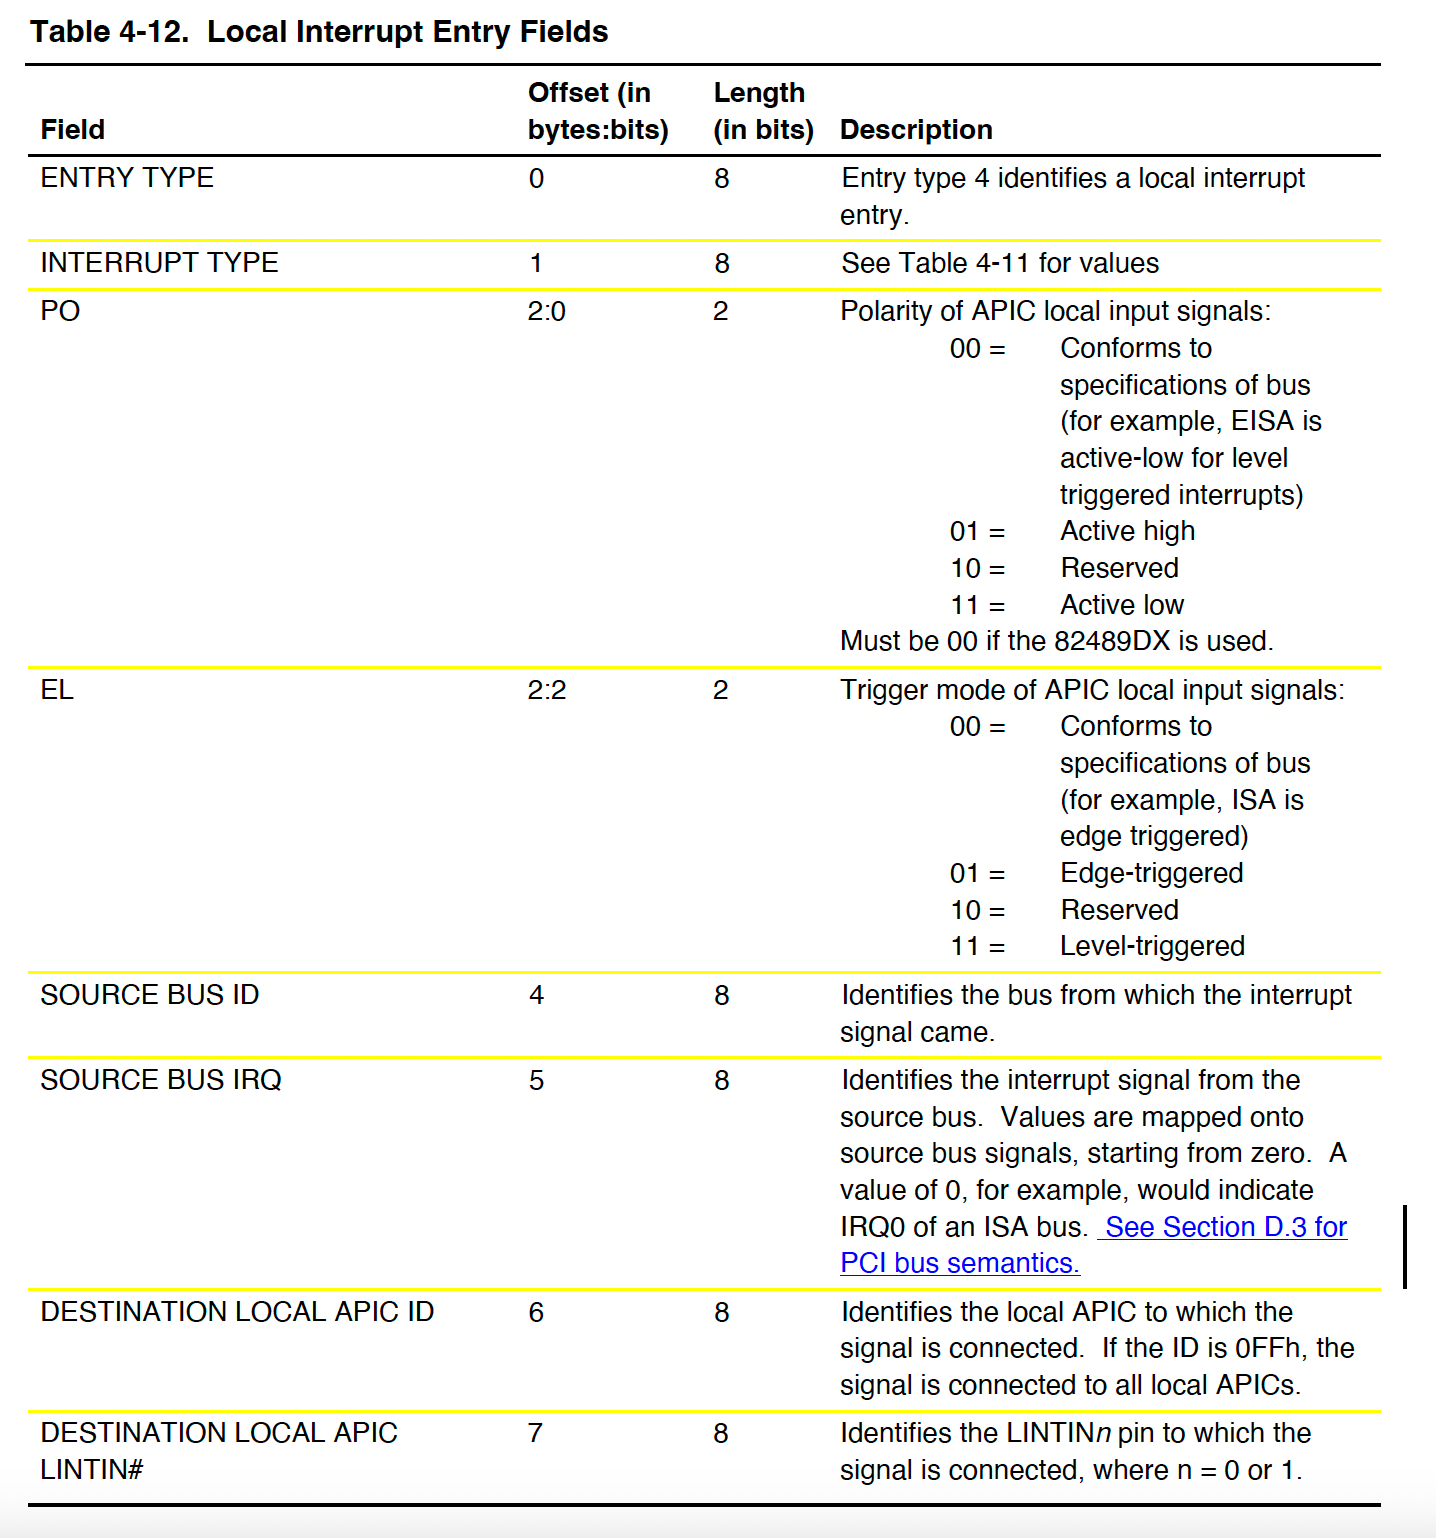 Table 4-12.  Local Interrupt Entry Fields
Field Offset (in bytes:bits) Length (in bits) Description
ENTRY TYPE 0 8 Entry type 4 identifies a local interrupt
entry.
INTERRUPT TYPE 1 8 See Table 4-11 for values
PO 2:0 2 Polarity of APIC local input signals:
00 = Conforms to
specifications of bus
(for example, EISA is
active-low for level
triggered interrupts)
01 = Active high
10 = Reserved
11 = Active low
Must be 00 if the 82489DX is used.
EL 2:2 2 Trigger mode of APIC local input signals:
00 = Conforms to
specifications of bus
(for example, ISA is
edge triggered)
01 = Edge-triggered
10 = Reserved
11 = Level-triggered
SOURCE BUS ID 4 8 Identifies the bus from which the interrupt
signal came.
SOURCE BUS IRQ 5 8 Identifies the interrupt signal from the
source bus.  Values are mapped onto
source bus signals, starting from zero.  A
value of 0, for example, would indicate
IRQ0 of an ISA bus.  See Section D.3 for
PCI bus semantics.
DESTINATION LOCAL APIC ID 6 8 Identifies the local APIC to which the
signal is connected.  If the ID is 0FFh, the
signal is connected to all local APICs.
DESTINATION LOCAL APIC 7 8 Identifies the LINTINn pin to which the
LINTIN# signal is connected, where n = 0 or 1.